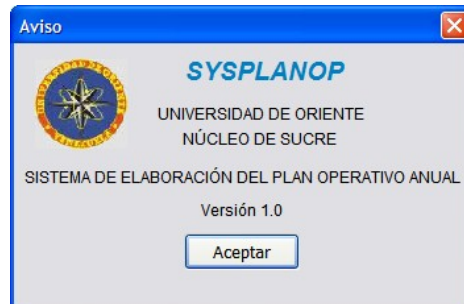 Aviso
SYSPLANOP
UNIVERSIDAD DE ORIENTE
NÚCLEO DE SUCRE
SISTEMA DE ELABORACIÓN DEL PLAN OPERATIVO ANUAL
Versión 1.0
Aceptar